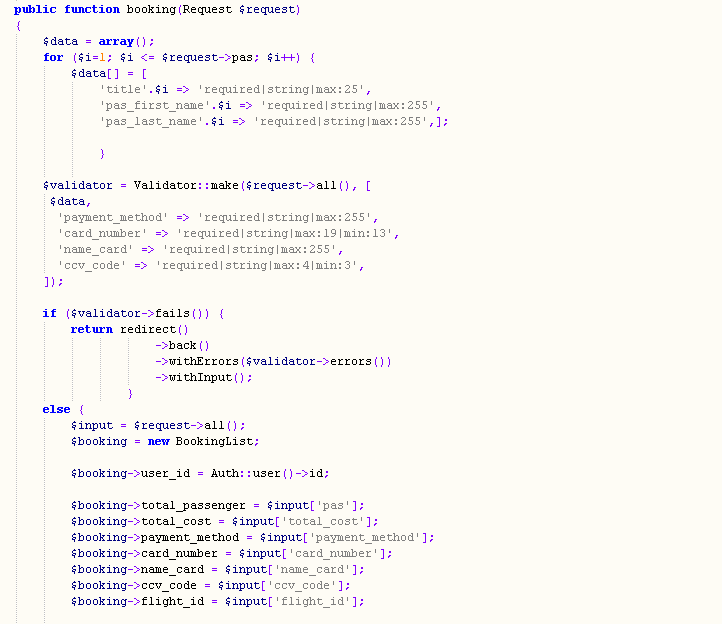 public function booking(Request $request)
{
$data = array();
for ($i=1; $i <= $request->pas; $i++) {
$data[] = [
'title'.$i => 'required|string|max:25',
'pas_first_name'.$i => 'required|string|max:255',
'pas_last_name'.$i => 'required|string|max:255',];
}
$validator = Validator::make($request->all(), [
$data,
'payment_method' => 'required|string|max:255',
'card_number' => 'required|string|max:19|min:13',
'name_card' => 'required|string|max:255',
'ccv_code' => 'required|string|max:4|min:3',
]);
if ($validator->fails()) {
return redirect()
->back()
->withErrors($validator->errors())
->withInput();
}
else {
$input = $request->all();
$booking = new BookingList;
$booking->user_id = Auth::user()->id;
$booking->total_passenger = $input['pas'];
$booking->total_cost = $input['total_cost'];
$booking->payment_method = $input['payment_method'];
$booking->card_number = $input['card_number'];
$booking->name_card = $input['name_card'];
$booking->ccv_code = $input['ccv_code'];
$booking->flight_id = $input['flight_id'];